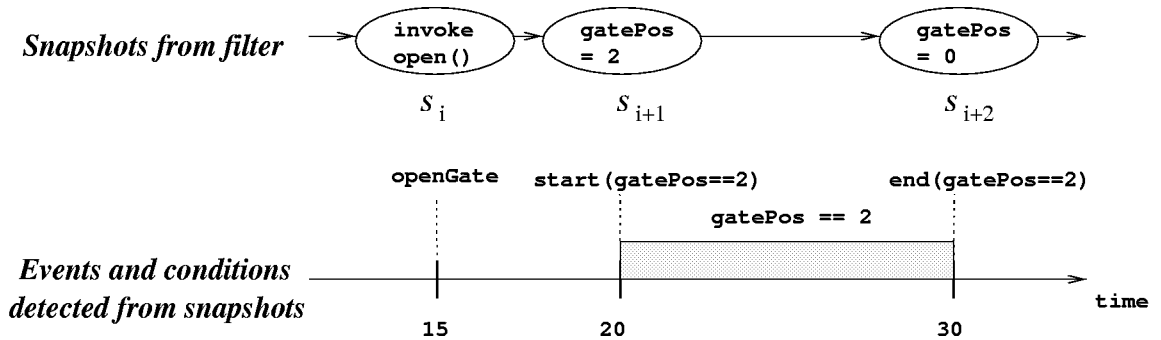 Snapshots from filter
invoke
open()
gatePos
= 2
gatePos
= 0
s i
s i+1
s i+2
openGate
start(gatePos==2)
end(gatePos==2)
gatePos == 2
Events and conditions
detected from snapshots
time
15
20
30